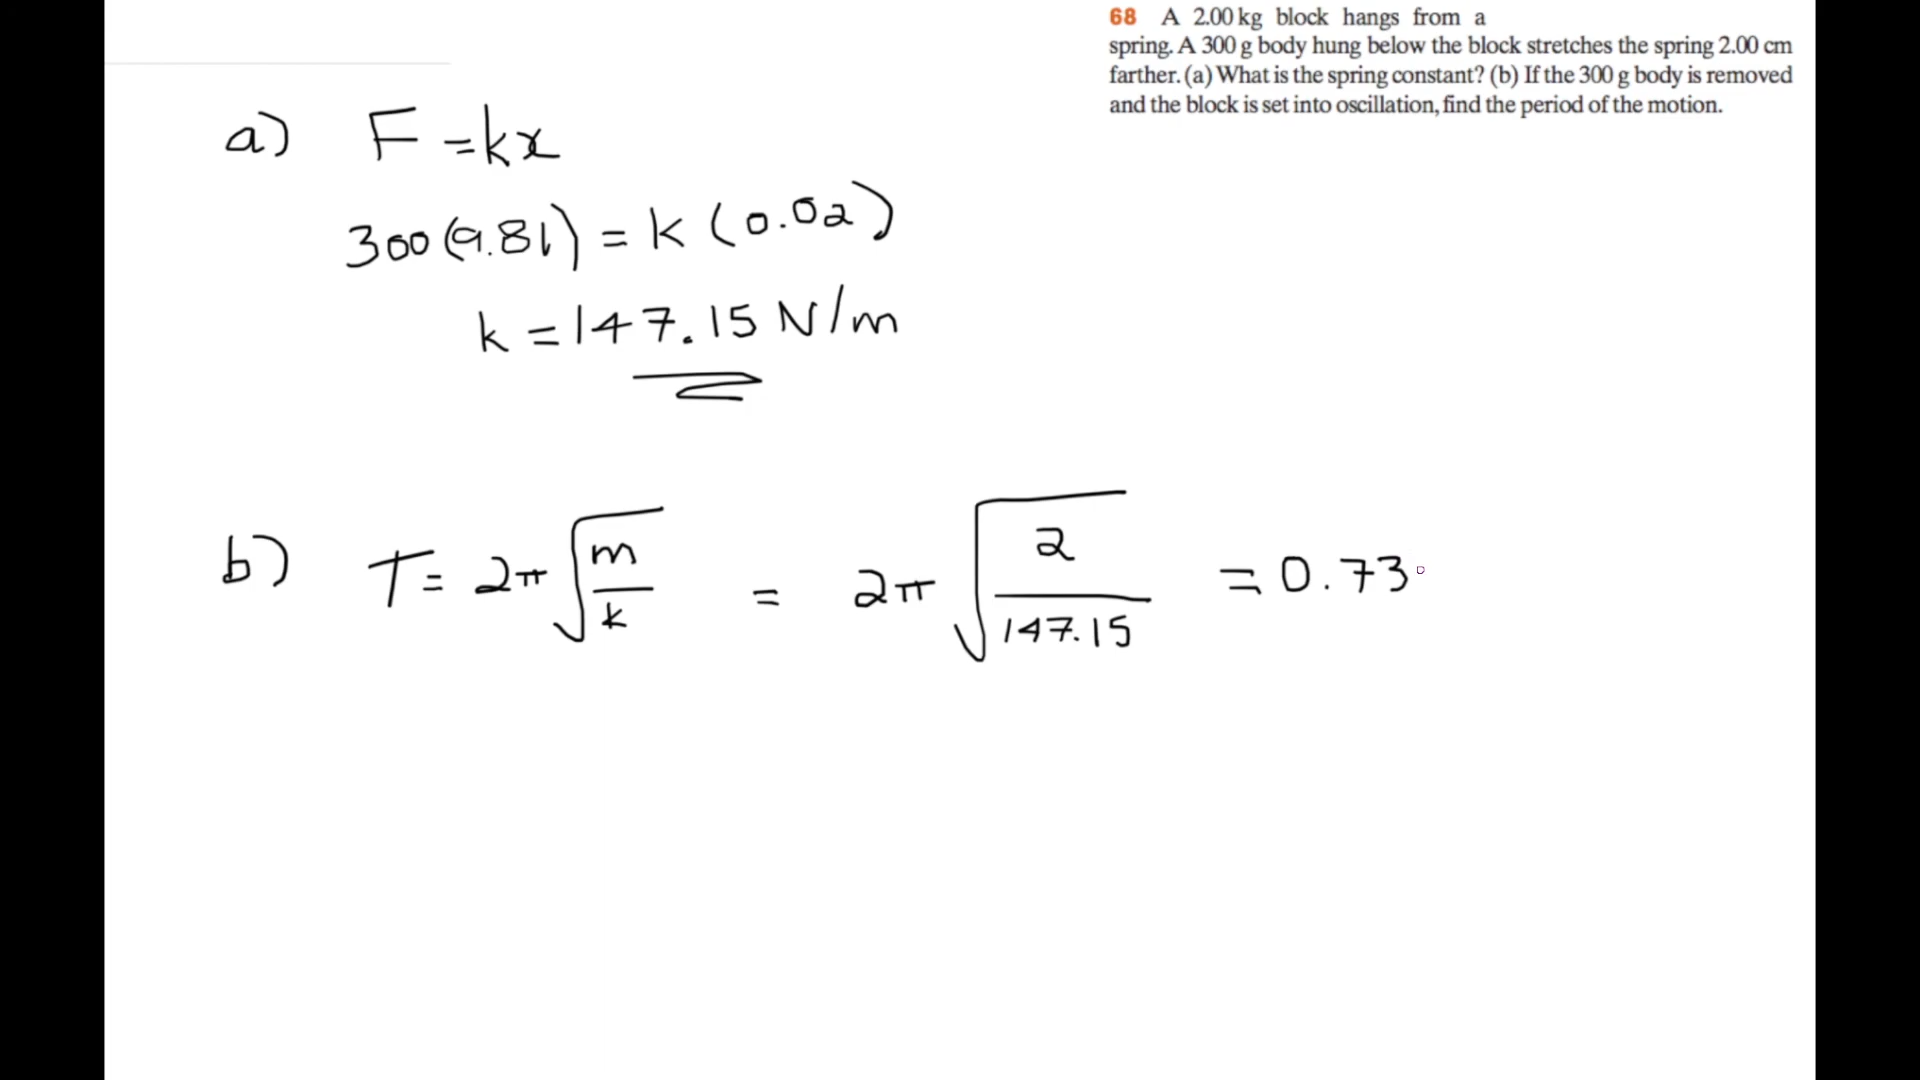 68 A 2.00 kg block hangs from a
spring. A 300 g body hung below the block stretches the spring 2.00 cm
farther. (a) What is the spring constant? (b) If the 300 g body is removed
and the block is set into oscillation, find the period of the motion.
a) F = kx
300(9.81) = k(0.02)
k = 147.15 N/m
b) T = 2π√(m/k) = 2π√(2/147.15) = 0.73